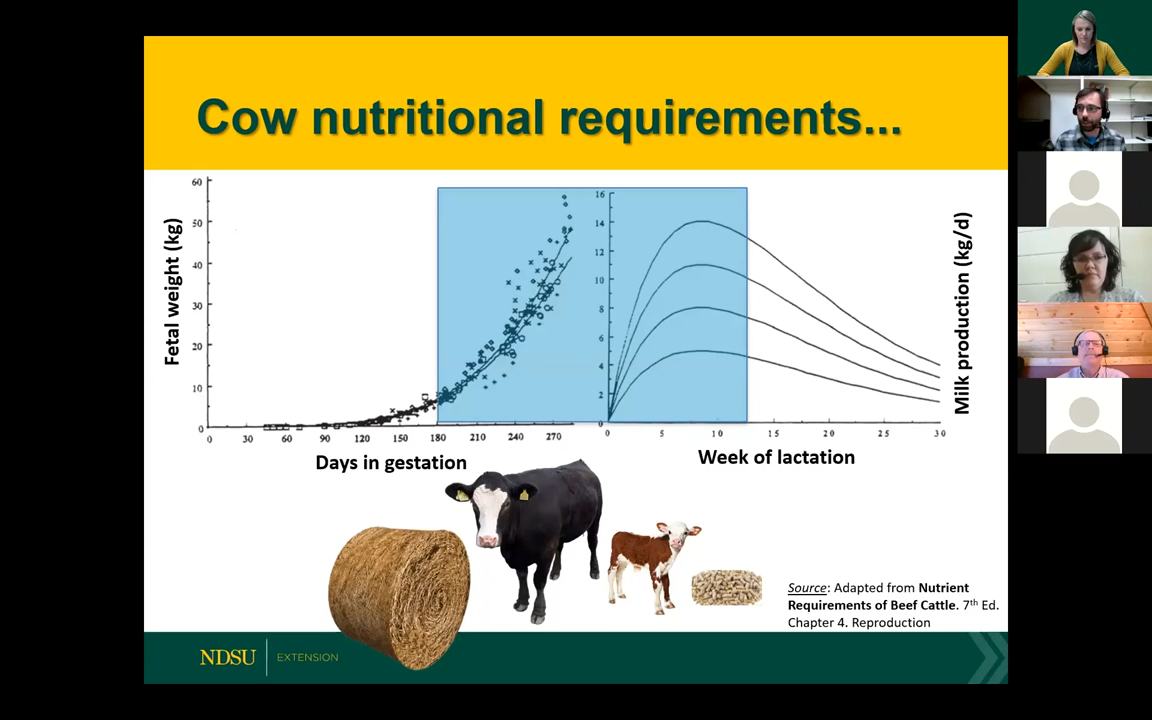 Cow nutritional requirements...
Fetal weight (kg)
60
50
40
30
20
10
0
0 30 60 90 120 150 180 210 240 270
Days in gestation
16
14
12
10
8
6
4
2
0
0 5 10 15 20 25 30
Week of lactation
Milk production (kg/d)
Source: Adapted from Nutrient
Requirements of Beef Cattle. 7th Ed.
Chapter 4. Reproduction
NDSU EXTENSION